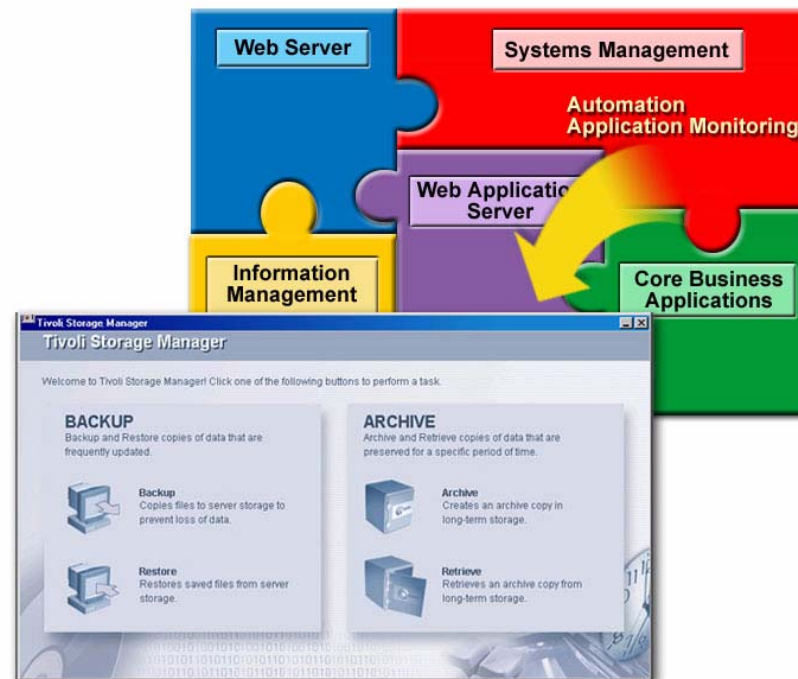 Web Server
Systems Management
Automation
Application Monitoring
Web Applicatio
Server
Information
Management
Core Business
Applications
Tivoli Storage Manager
Tivoli Storage Manager
Welcome to Tivoli Storage Manager! Click one of the following buttons to perform a task.
BACKUP
Backup and Restore copies of data that are
frequently updated.
Backup
Copies files to server storage to
prevent loss of data.
Restore
Restores saved files from server
storage.
ARCHIVE
Archive and Retrieve copies of data that are
preserved for a specific period of time.
Archive
Creates an archive copy in
long-term storage.
Retrieve
Retrieves an archive copy from
long-term storage.